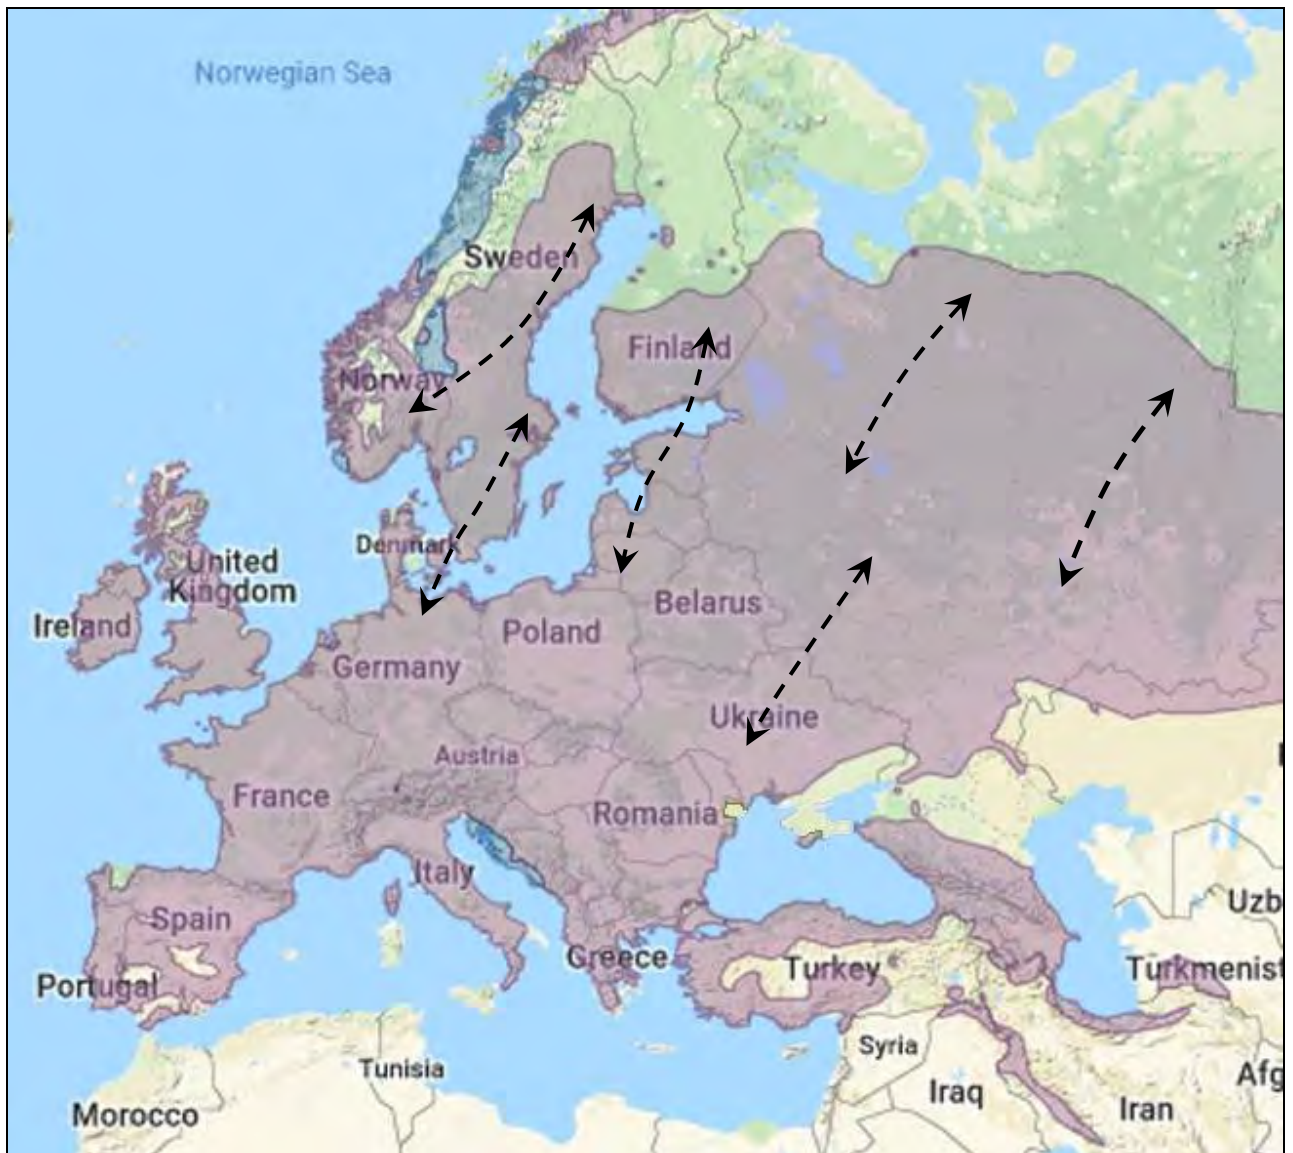 Norwegian Sea
Sweden
Finland
Norway
Denmark
United
Kingdom
Ireland
Belarus
Poland
Germany
Ukraine
Austria
France
Romania
Italy
Spain
Uzb
Greece
Portugal
Turkey
Turkmenist
Syria
Tunisia
Afg
Iraq
Iran
Morocco